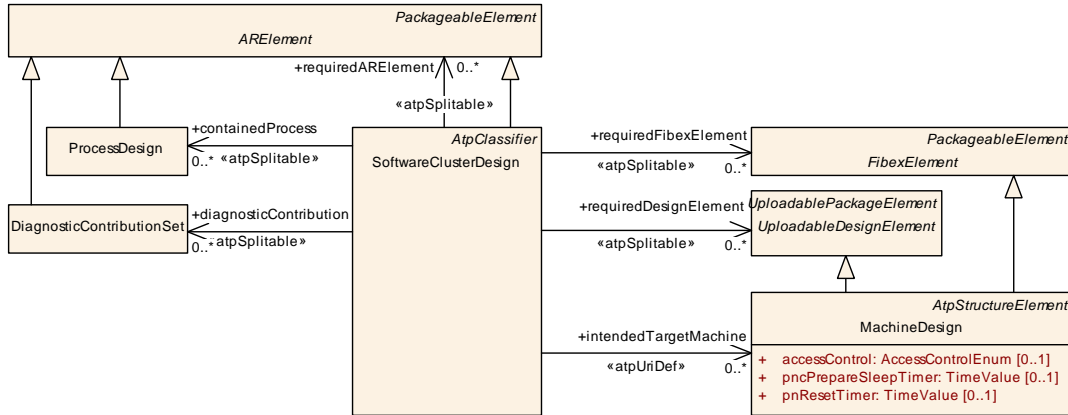 PackageableElement
ARElement
+requiredARElement 0..*
«atpSplitable»
+containedProcess
ProcessDesign
0..* «atpSplitable»
AtpClassifier
SoftwareClusterDesign
+requiredFibexElement
«atpSplitable» 0..*
PackageableElement
FibexElement
DiagnosticContributionSet
+diagnosticContribution
0..* «atpSplitable»
+requiredDesignElement
«atpSplitable» 0..*
UploadablePackageElement
UploadableDesignElement
+intendedTargetMachine
«atpUriDef» 0..*
AtpStructureElement
MachineDesign
+ accessControl: AccessControlEnum [0..1]
+ pncPrepareSleepTimer: TimeValue [0..1]
+ pnResetTimer: TimeValue [0..1]